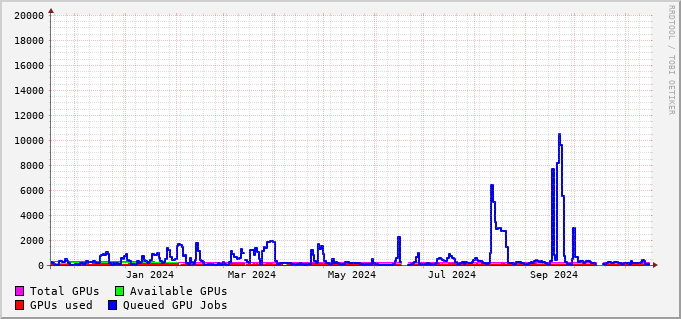 20000
18000
16000
14000
12000
10000
8000
6000
4000
2000
0
Jan 2024 Mar 2024 May 2024 Jul 2024 Sep 2024
Total GPUs Available GPUs
GPUs used Queued GPU Jobs
RRDTOOL / TOBI OETIKER